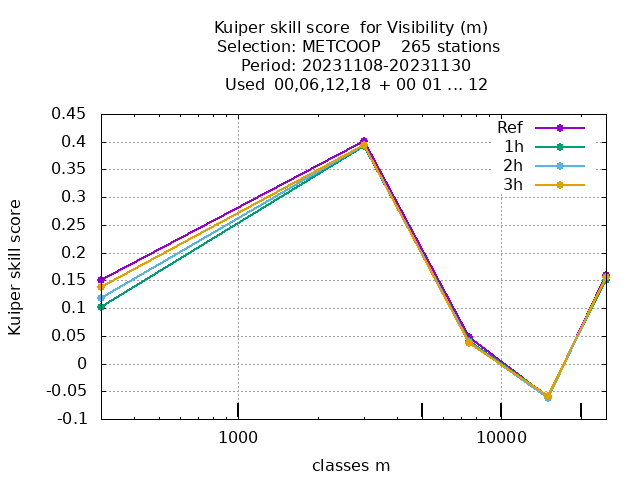 Kuiper skill score  for Visibility (m)
Selection: METCOOP    265 stations
Period: 20231108-20231130
Used  00,06,12,18 + 00 01 ... 12
Ref
1h
2h
3h
Kuiper skill score
0.45
0.4
0.35
0.3
0.25
0.2
0.15
0.1
0.05
0
-0.05
-0.1
1000
10000
classes m